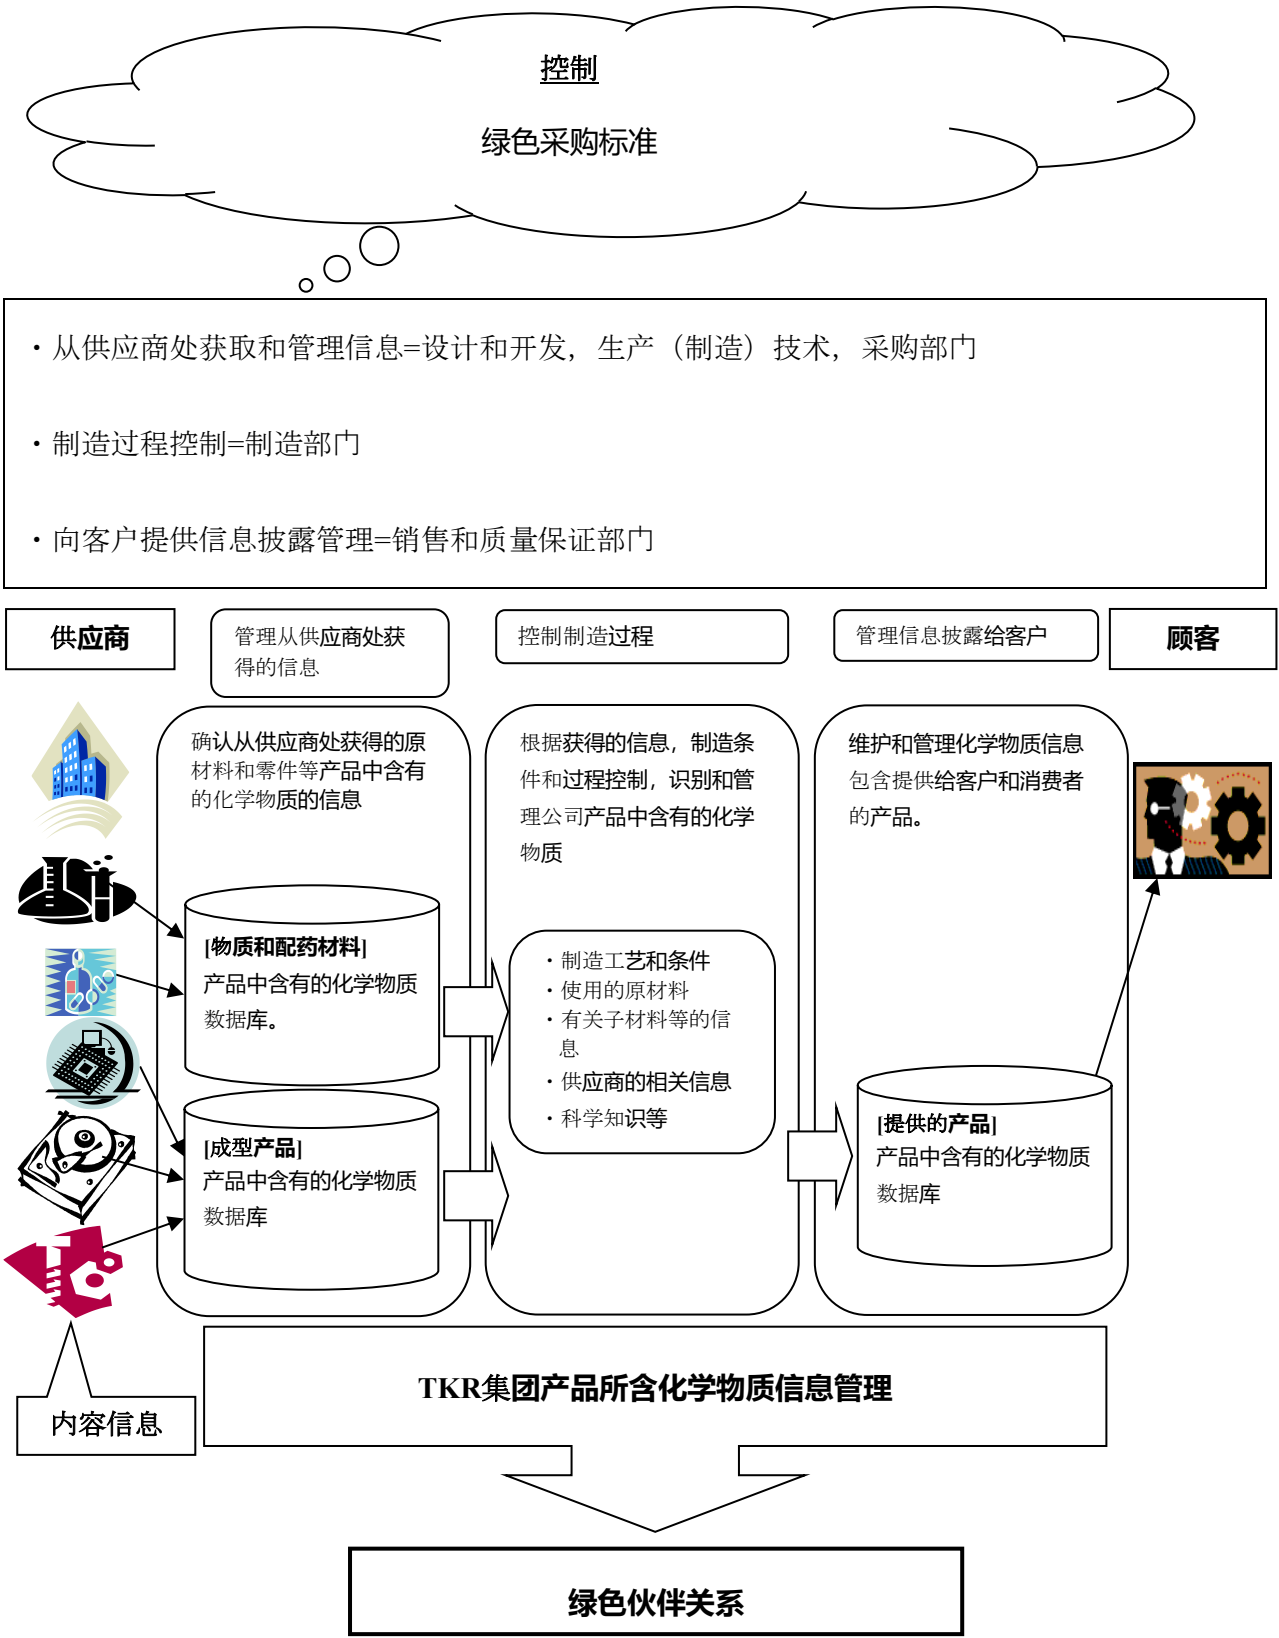 控制
绿色采购标准
・从供应商处获取和管理信息=设计和开发，生产（制造）技术，采购部门
・制造过程控制=制造部门
・向客户提供信息披露管理=销售和质量保证部门
供应商
管理从供应商处获
得的信息
控制制造过程
管理信息披露给客户
顾客
确认从供应商处获得的原
材料和零件等产品中含有
的化学物质的信息
根据获得的信息，制造条
件和过程控制，识别和管
理公司产品中含有的化学
物质
维护和管理化学物质信息
包含提供给客户和消费者
的产品。
[物质和配药材料]
产品中含有的化学物质
数据库。
・制造工艺和条件
・使用的原材料
・有关子材料等的信
息
・供应商的相关信息
・科学知识等
[成型产品]
产品中含有的化学物质
数据库
[提供的产品]
产品中含有的化学物质
数据库
TKR集团产品所含化学物质信息管理
内容信息
绿色伙伴关系